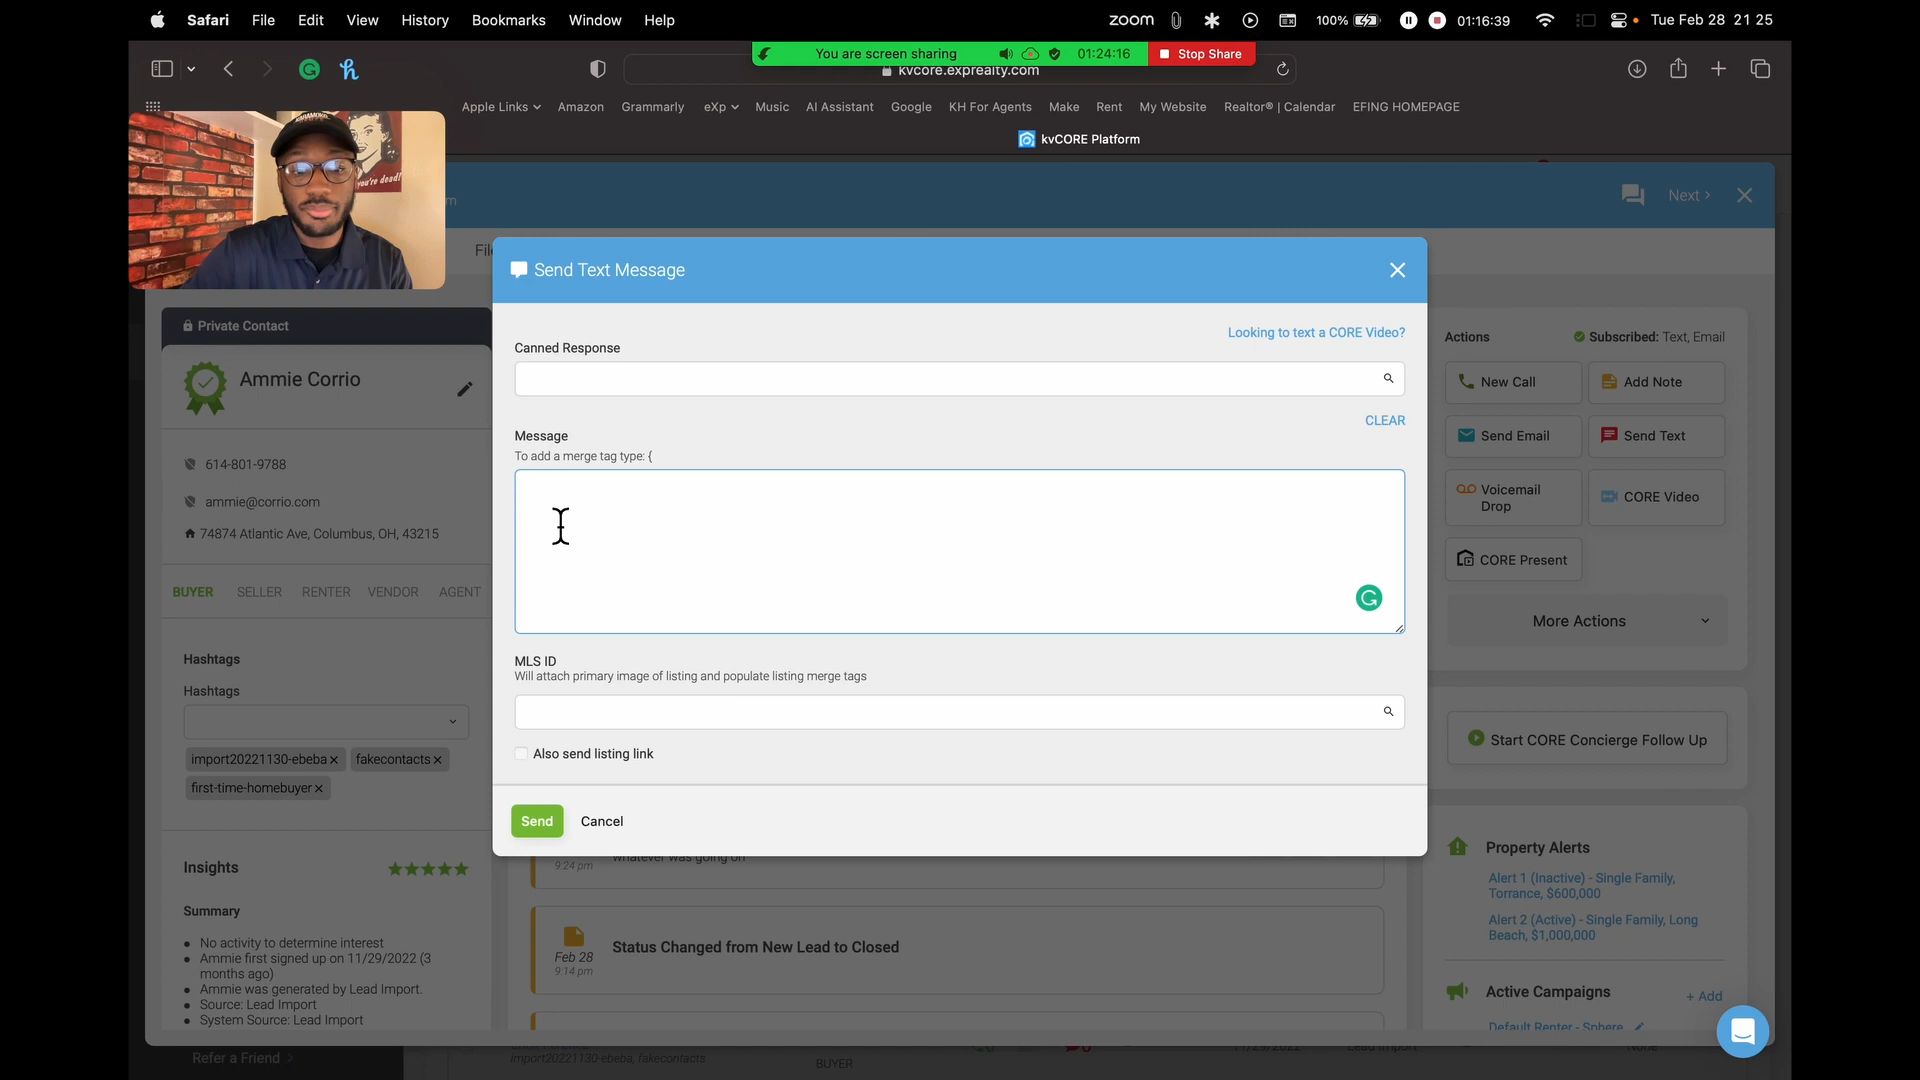 Safari File Edit View History Bookmarks Window Help zoom 100% 01:16:39 Tue Feb 28 21 25
You are screen sharing 01:24:16 Stop Share
kvcore.exprealty.com
Apple Links Amazon Grammarly eXp Music AI Assistant Google KH For Agents Make Rent My Website Realtor® | Calendar EFING HOMEPAGE
kvCORE Platform
you're dead!
Next
Send Text Message
Private Contact
Looking to text a CORE Video?
Canned Response
Actions Subscribed: Text, Email
Ammie Corrio
New Call Add Note
CLEAR
Message
To add a merge tag type: {
Send Email Send Text
614-801-9788
ammie@corrio.com
Voicemail Drop CORE Video
74874 Atlantic Ave, Columbus, OH, 43215
CORE Present
BUYER SELLER RENTER VENDOR AGENT
More Actions
Hashtags
Hashtags
MLS ID
Will attach primary image of listing and populate listing merge tags
import20221130-ebeba × fakecontacts ×
first-time-homebuyer ×
Also send listing link
Start CORE Concierge Follow Up
Send Cancel
Insights
9:24 pm whatever was going on
Property Alerts
Alert 1 (Inactive) - Single Family,
Torrance, $600,000
Alert 2 (Active) - Single Family, Long
Beach, $1,000,000
Summary
No activity to determine interest
Ammie first signed up on 11/29/2022 (3
months ago)
Ammie was generated by Lead Import.
Source: Lead Import
System Source: Lead Import
Status Changed from New Lead to Closed
Feb 28
9:14 pm
Active Campaigns + Add
Default Renter - Sphere
Refer a Friend
import20221130-ebeba, fakecontacts
BUYER
11/29/2022 Lead Import None